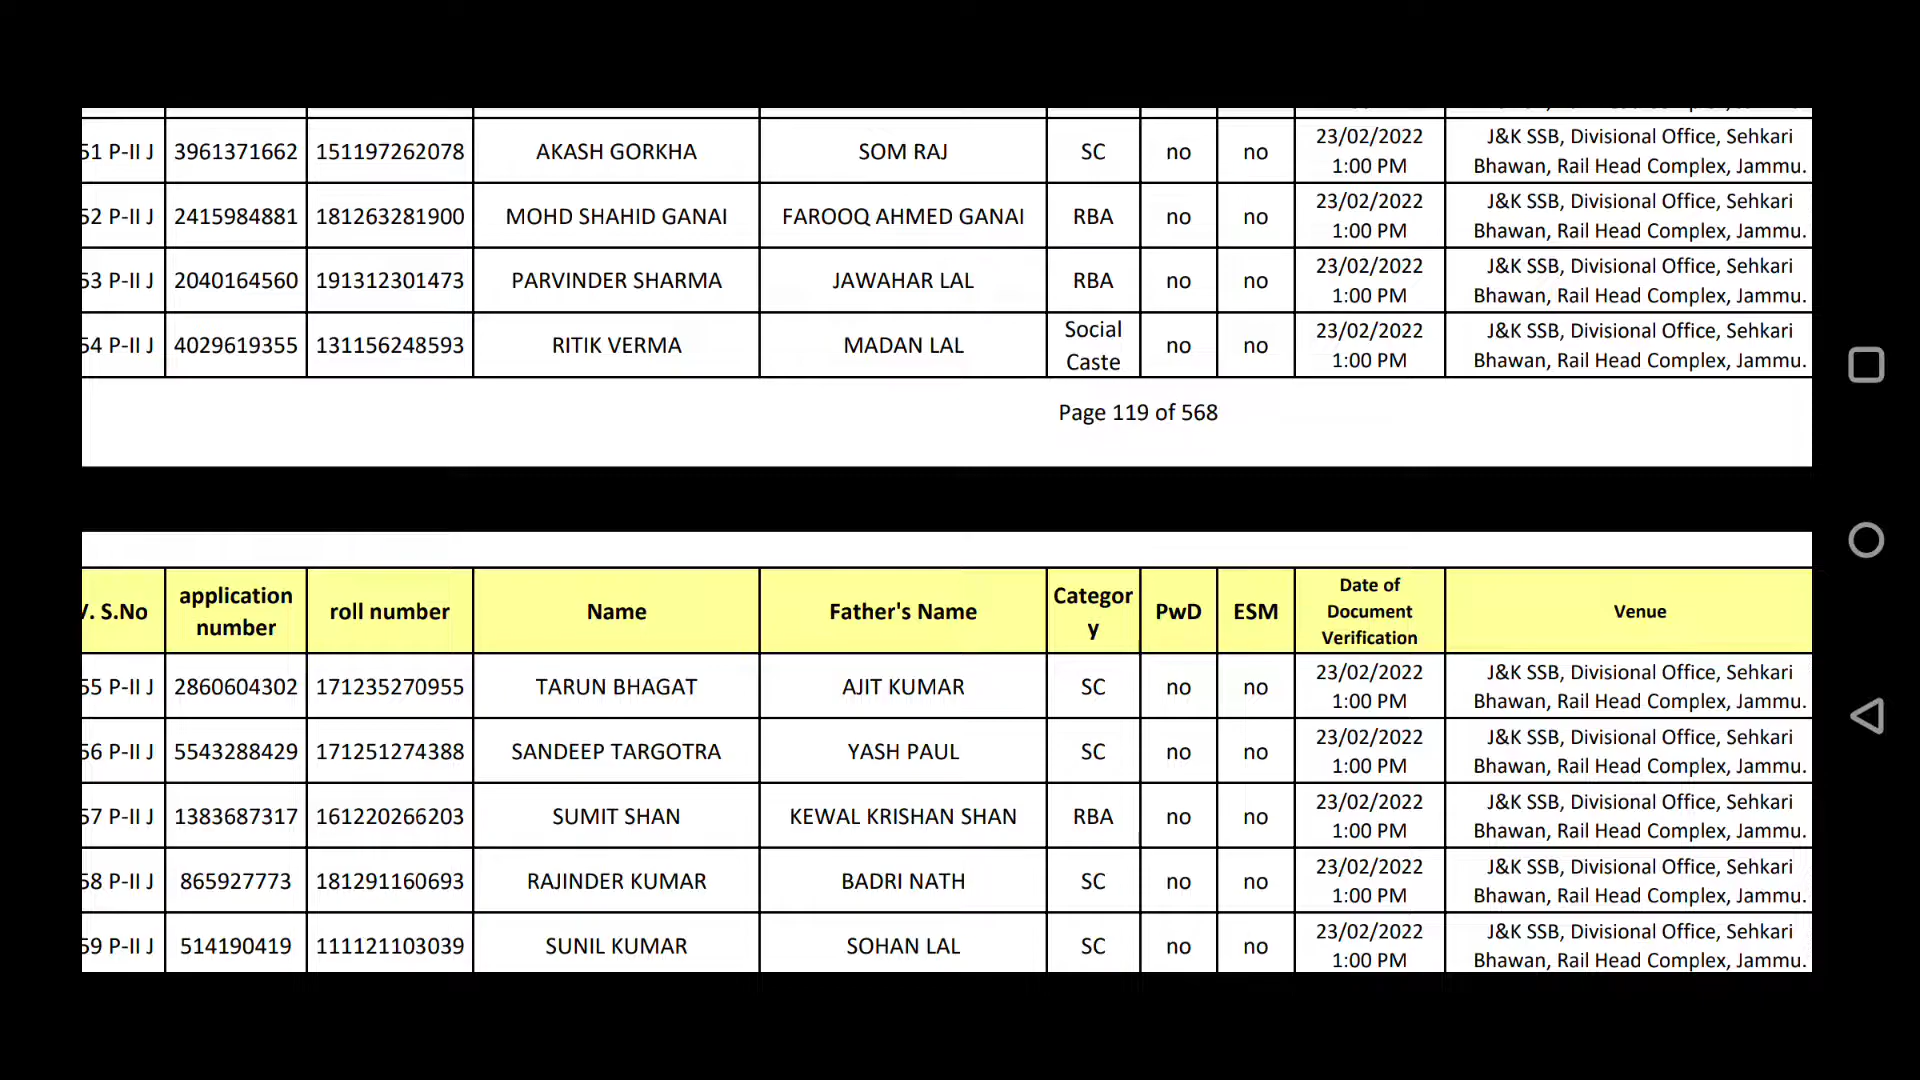 51 P-II J 3961371662 151197262078 AKASH GORKHA SOM RAJ SC no no 23/02/2022 1:00 PM J&K SSB, Divisional Office, Sehkari Bhawan, Rail Head Complex, Jammu.
52 P-II J 2415984881 181263281900 MOHD SHAHID GANAI FAROOQ AHMED GANAI RBA no no 23/02/2022 1:00 PM J&K SSB, Divisional Office, Sehkari Bhawan, Rail Head Complex, Jammu.
53 P-II J 2040164560 191312301473 PARVINDER SHARMA JAWAHAR LAL RBA no no 23/02/2022 1:00 PM J&K SSB, Divisional Office, Sehkari Bhawan, Rail Head Complex, Jammu.
54 P-II J 4029619355 131156248593 RITIK VERMA MADAN LAL Social Caste no no 23/02/2022 1:00 PM J&K SSB, Divisional Office, Sehkari Bhawan, Rail Head Complex, Jammu.
Page 119 of 568
. S.No application number roll number Name Father's Name Category PwD ESM Date of Document Verification Venue
55 P-II J 2860604302 171235270955 TARUN BHAGAT AJIT KUMAR SC no no 23/02/2022 1:00 PM J&K SSB, Divisional Office, Sehkari Bhawan, Rail Head Complex, Jammu.
56 P-II J 5543288429 171251274388 SANDEEP TARGOTRA YASH PAUL SC no no 23/02/2022 1:00 PM J&K SSB, Divisional Office, Sehkari Bhawan, Rail Head Complex, Jammu.
57 P-II J 1383687317 161220266203 SUMIT SHAN KEWAL KRISHAN SHAN RBA no no 23/02/2022 1:00 PM J&K SSB, Divisional Office, Sehkari Bhawan, Rail Head Complex, Jammu.
58 P-II J 865927773 181291160693 RAJINDER KUMAR BADRI NATH SC no no 23/02/2022 1:00 PM J&K SSB, Divisional Office, Sehkari Bhawan, Rail Head Complex, Jammu.
59 P-II J 514190419 111121103039 SUNIL KUMAR SOHAN LAL SC no no 23/02/2022 1:00 PM J&K SSB, Divisional Office, Sehkari Bhawan, Rail Head Complex, Jammu.